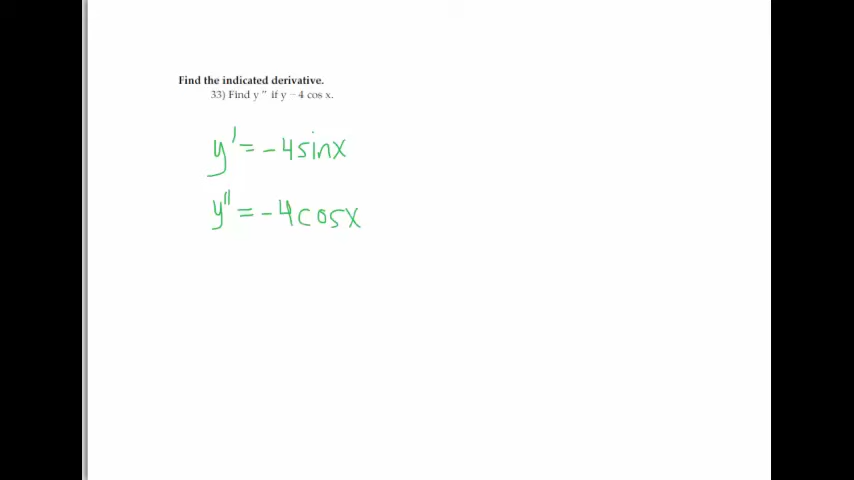 Find the indicated derivative.
33) Find y '' if y = 4 cos x.
y' = -4sinx
y'' = -4cosx